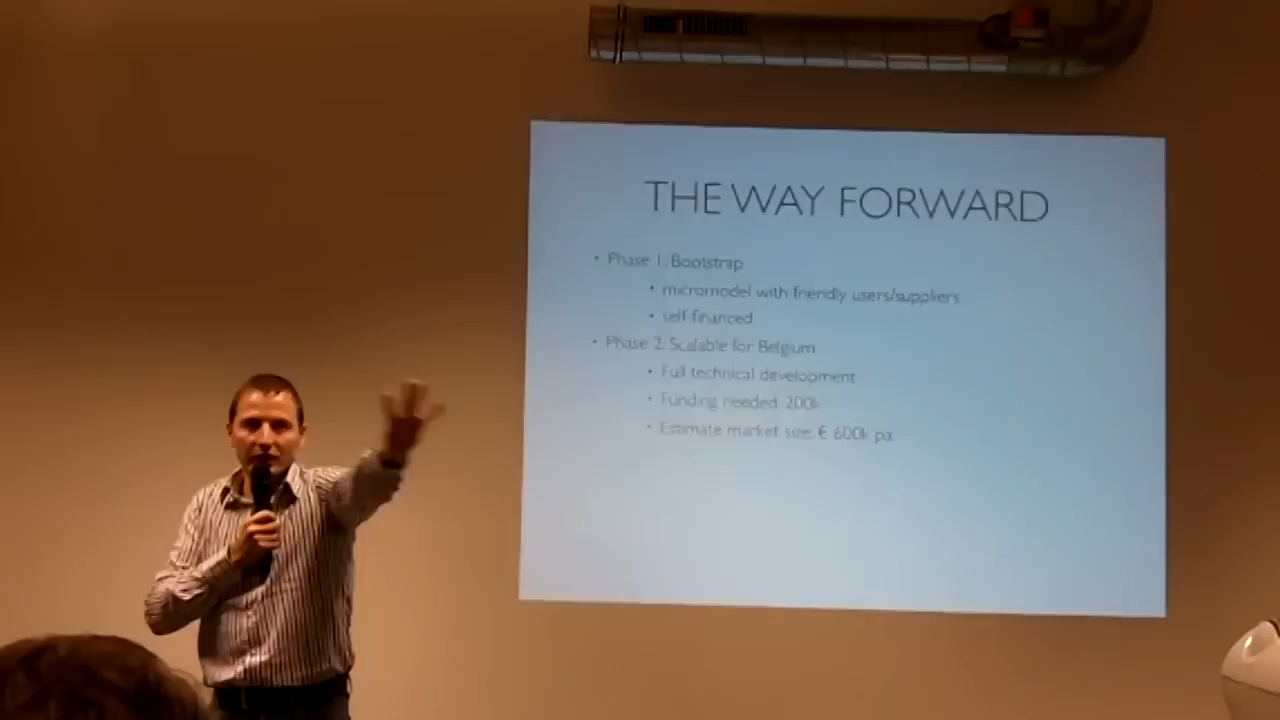 THE WAY FORWARD
• Phase 1: Bootstrap
• micromodel with friendly users/suppliers
• self-financed
• Phase 2: Scalable for Belgium
• Full technical development
• Funding needed: 200k
• Estimate market size: € 600k pa